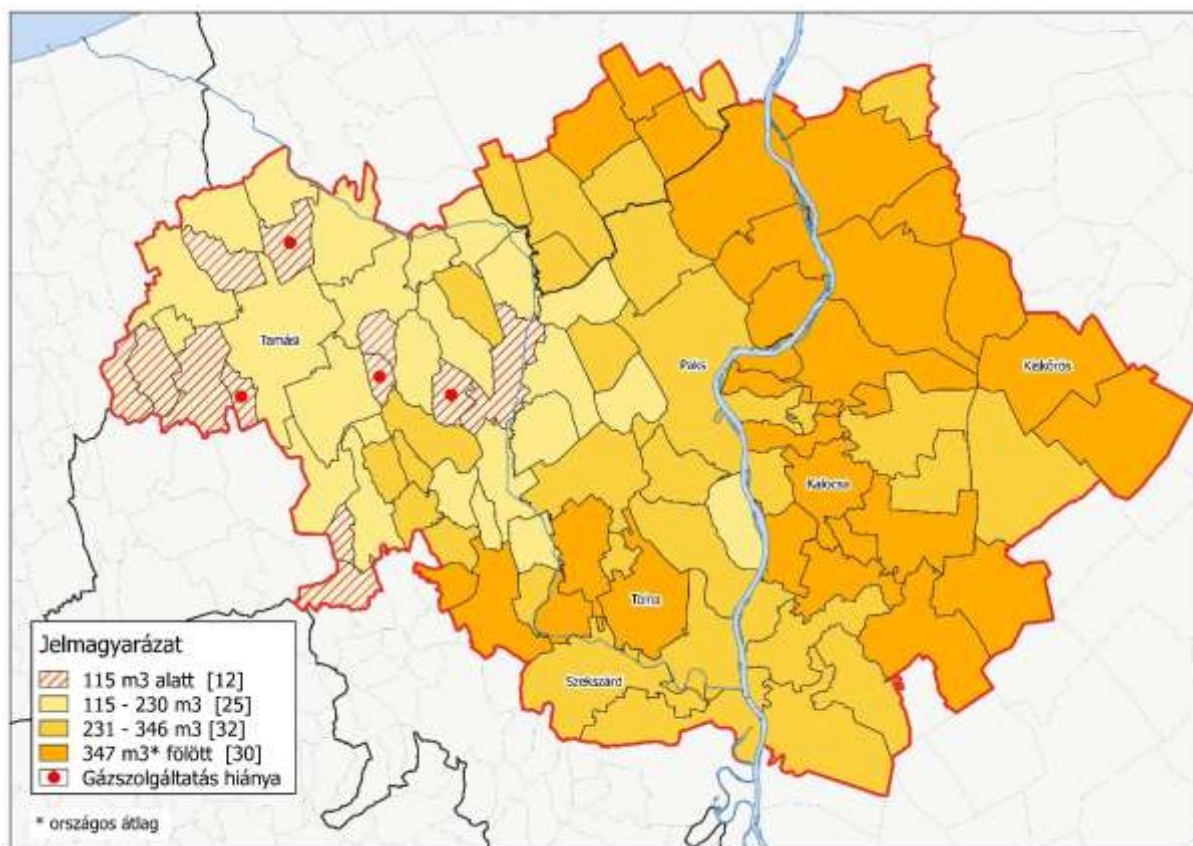 Tamási
Paks
Kiskőrös
Kalocsa
Tolna
Szekszárd
Jelmagyarázat
115 m3 alatt [12]
115 - 230 m3 [25]
231 - 346 m3 [32]
347 m3* fölött [30]
Gázszolgáltatás hiánya
* országos átlag